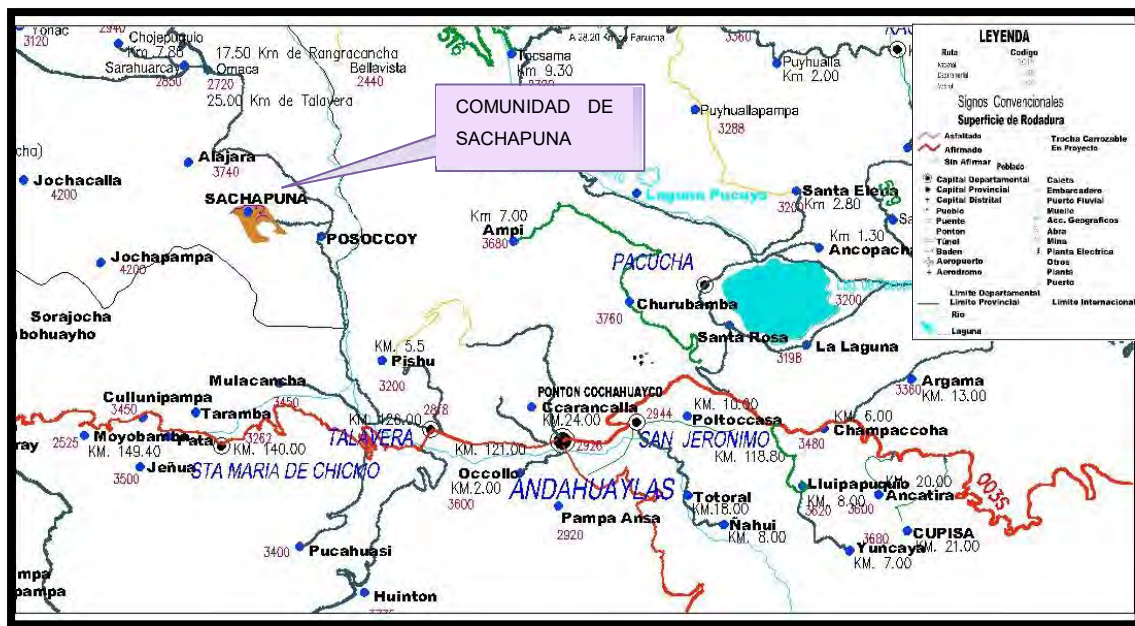 3120
2940
Chojepuquio
Km 7.80
17.50 Km de Rangracancha
Sarahuarcay
2850
Omaca
2720
Bellavista
2440
25.00 Km de Talavera
Tocsama
Km 9.30
3360
Puyhualla
Km 2.00
Puyhuallapampa
3288
COMUNIDAD DE
SACHAPUNA
Alajara
3740
Jochacalla
4200
SACHAPUNA
POSOCCOY
Jochapampa
4200
Sorajocha
Laguna Pucuya
Santa Elena
3200
Km 2.80
Km 7.00
Ampi
3680
Km 1.30
Ancopacha
PACUCHA
3200
Churubamba
3760
Santa Rosa
La Laguna
3198
KM. 5.5
Pishu
3200
Argama
3360
KM. 13.00
Mulacancha
3450
Cullunipampa
3450
Taramba
PONTON COCHAHUAYCO
Ccarancalla
KM.24.00
2944
KM. 10.00
Poltoccasa
KM. 6.00
Champaccoha
3480
2525
Moyobamba
KM. 149.40
3262
KM. 140.00
TALAVERA
KM. 121.00
2926
SAN JERONIMO
KM. 118.80
Jeñua
3500
STA MARIA DE CHICMO
Occollo
KM.2.00
3600
ANDAHUAYLAS
Pampa Ansa
2920
Totoral
KM.18.00
Ñahui
KM. 8.00
Lluipapuquio
KM. 8.00
3620
KM. 20.00
3600
Ancatira
003S
CUPISA
3680
KM. 21.00
Yuncaya
KM. 7.00
3400
Pucahuasi
Huinton
LEYENDA
Ruta Codigo
Signos Convencionales
Superficie de Rodadura
Asfaltado
Afirmado
Sin Afirmar
Trocha Carrozable
En Proyecto
Poblado
Capital Departamental
Capital Provincial
Capital Distrital
Pueblo
Puente
Ponton
Túnel
Baden
Aeropuerto
Aerodromo
Caleta
Embarcadero
Puerto Fluvial
Muelle
Acc. Geograficos
Abra
Mina
Planta Electrica
Otros
Planta
Puerto
Limite Departamental
Limite Provincial
Limite Internacional
Rio
Laguna